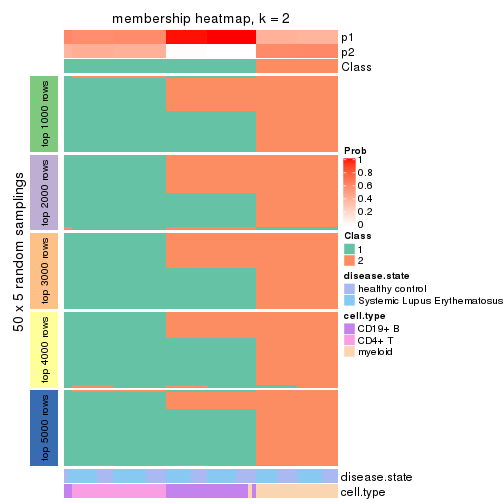 membership heatmap, k = 2
p1
p2
Class
50 x 5 random samplings
top 1000 rows
top 2000 rows
top 3000 rows
top 4000 rows
top 5000 rows
Prob
1
0.8
0.6
0.4
0.2
0
Class
1
2
disease.state
healthy control
Systemic Lupus Erythematosus
cell.type
CD19+ B
CD4+ T
myeloid
disease.state
cell.type